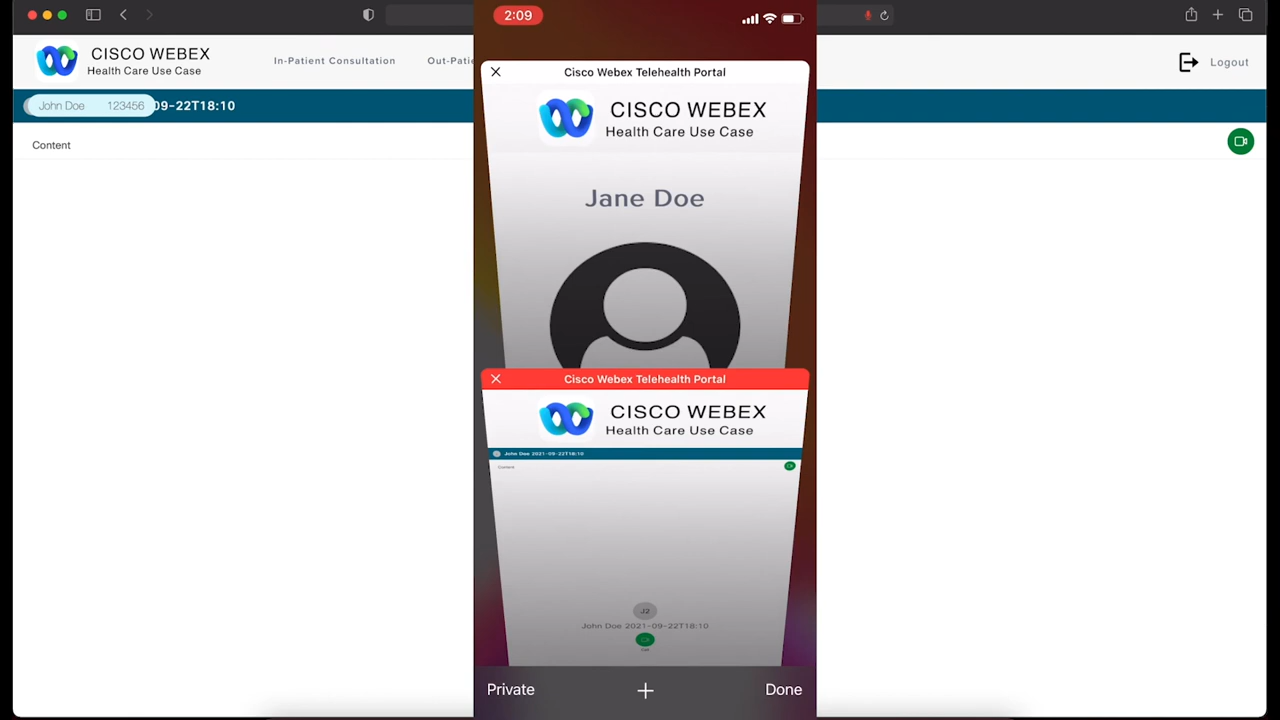 CISCO WEBEX
Health Care Use Case
In-Patient Consultation
Out-Patie
Logout
John Doe 123456 09-22T18:10
Content
2:09
Cisco Webex Telehealth Portal
CISCO WEBEX
Health Care Use Case
Jane Doe
Cisco Webex Telehealth Portal
CISCO WEBEX
Health Care Use Case
John Doe 2021-09-22T18:10
Content
J2
John Doe 2021-09-22T18:10
Call
Private
Done